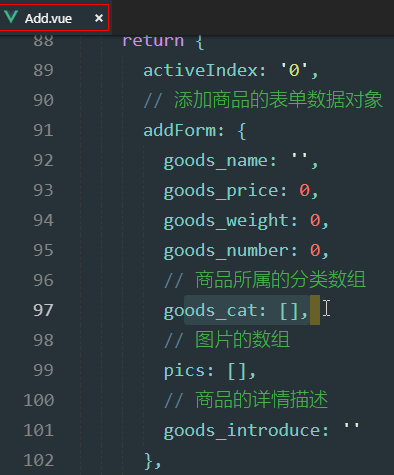 Add.vue ×
88 return {
89 activeIndex: '0',
90 // 添加商品的表单数据对象
91 addForm: {
92 goods_name: '',
93 goods_price: 0,
94 goods_weight: 0,
95 goods_number: 0,
96 // 商品所属的分类数组
97 goods_cat: [],
98 // 图片的数组
99 pics: [],
100 // 商品的详情描述
101 goods_introduce: ''
102 },